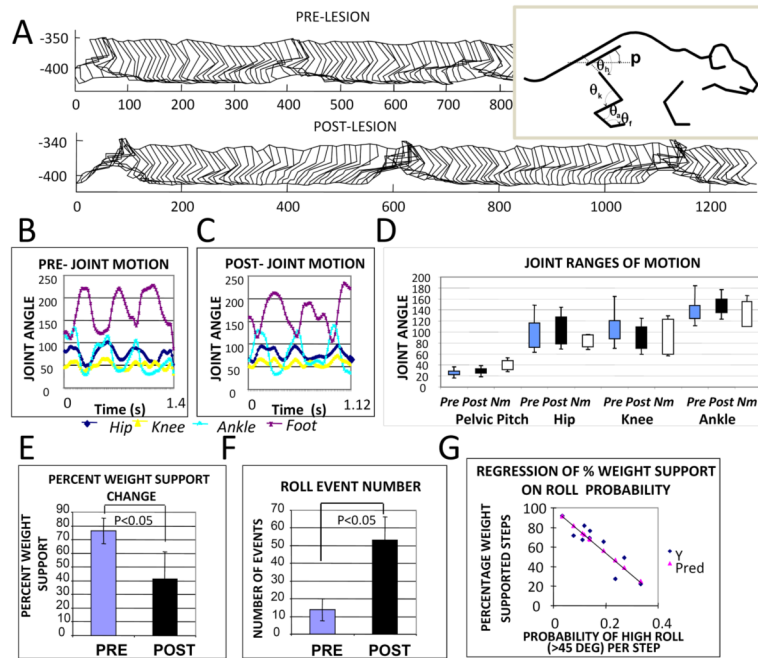 A
PRE-LESION
-350
-400
0 100 200 300 400 500 600 700 800
p
θh
θk
θa θf
POST-LESION
-340
-400
0 200 400 600 800 1000 1200
B
PRE- JOINT MOTION
JOINT ANGLE
250
200
150
100
50
0
0 Time (s) 1.4
C
POST- JOINT MOTION
JOINT ANGLE
250
200
150
100
50
0
0 Time (s) 1.12
Hip Knee Ankle Foot
D
JOINT RANGES OF MOTION
JOINT ANGLE
200
180
160
140
120
100
80
60
40
20
0
Pre Post Nm Pre Post Nm Pre Post Nm Pre Post Nm
Pelvic Pitch Hip Knee Ankle
E
PERCENT WEIGHT SUPPORT
CHANGE
P<0.05
PERCENT WEIGHT
SUPPORT
90
80
70
60
50
40
30
20
10
0
PRE POST
F
ROLL EVENT NUMBER
P<0.05
NUMBER OF EVENTS
70
60
50
40
30
20
10
0
PRE POST
G
REGRESSION OF % WEIGHT SUPPORT
ON ROLL PROBABILITY
PERCENTAGE WEIGHT
SUPPORTED STEPS
100
80
60
40
20
0
Y
Pred
0 0.2 0.4
PROBABILITY OF HIGH ROLL
(>45 DEG) PER STEP